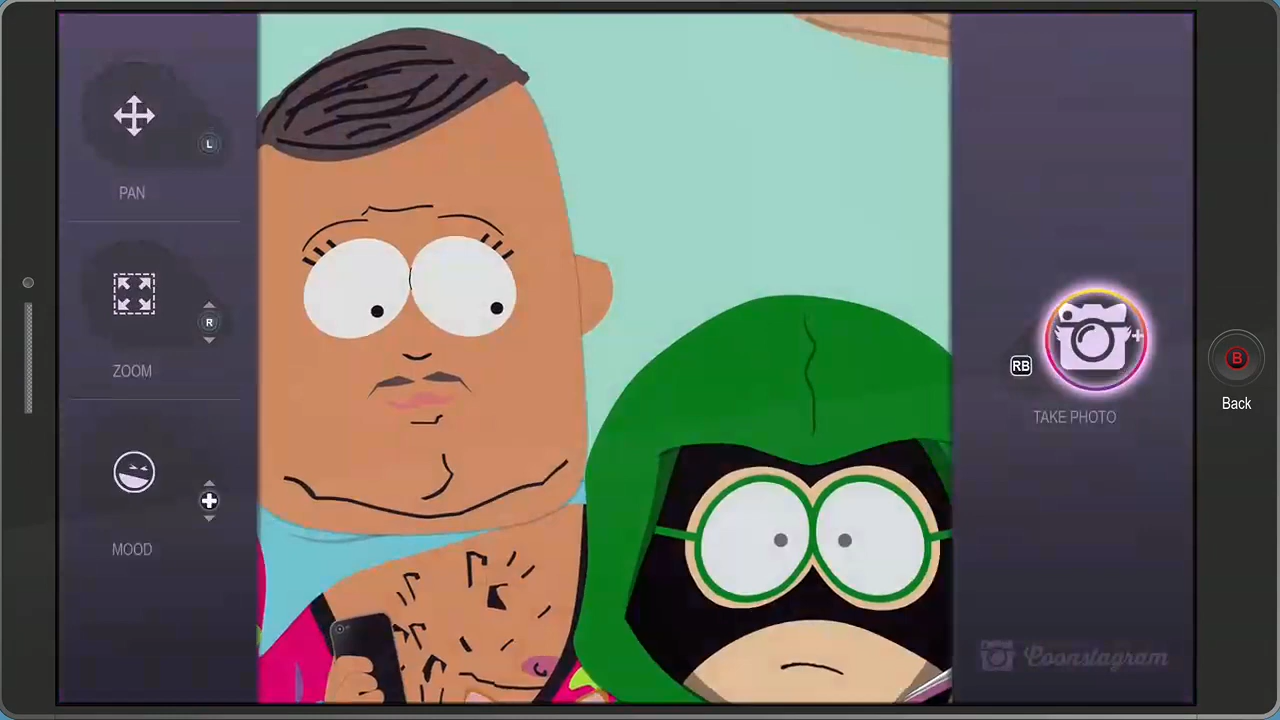 L
PAN
R
ZOOM
MOOD
RB
TAKE PHOTO
B
Back
Coonstagram